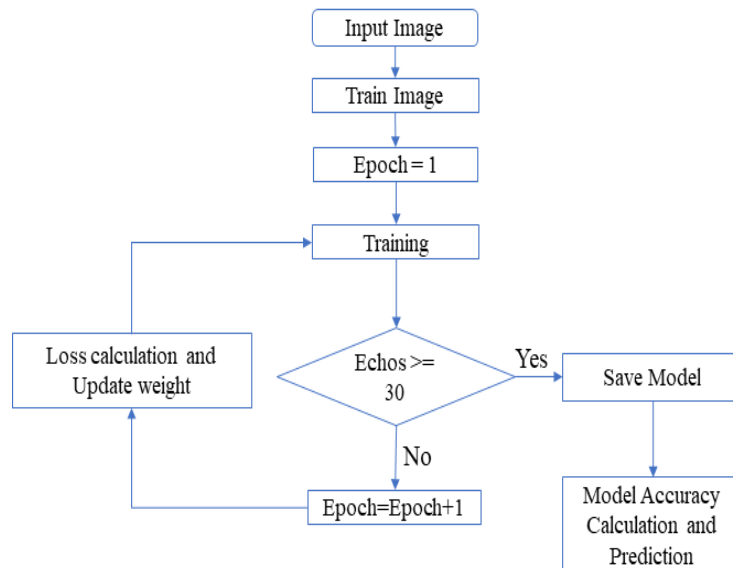 Input Image
Train Image
Epoch = 1
Training
Loss calculation and
Update weight
Echos >=
30
Yes
Save Model
No
Epoch=Epoch+1
Model Accuracy
Calculation and
Prediction